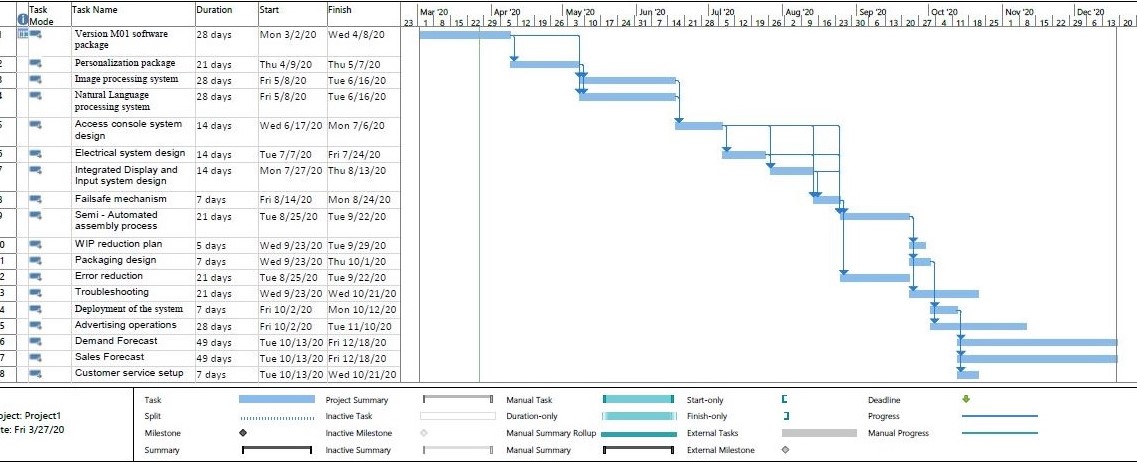 Task Mode Task Name Duration Start Finish Mar '20 Apr '20 May '20 Jun '20 Jul '20 Aug '20 Sep '20 Oct '20 Nov '20 Dec '20
23 1 8 15 22 29 5 12 19 26 3 10 17 24 31 7 14 21 28 5 12 19 26 2 9 16 23 30 6 13 20 27 4 11 18 25 1 8 15 22 29 6 13 20
1 Version M01 software package 28 days Mon 3/2/20 Wed 4/8/20
2 Personalization package 21 days Thu 4/9/20 Thu 5/7/20
3 Image processing system 28 days Fri 5/8/20 Tue 6/16/20
4 Natural Language processing system 28 days Fri 5/8/20 Tue 6/16/20
5 Access console system design 14 days Wed 6/17/20 Mon 7/6/20
6 Electrical system design 14 days Tue 7/7/20 Fri 7/24/20
7 Integrated Display and Input system design 14 days Mon 7/27/20 Thu 8/13/20
8 Failsafe mechanism 7 days Fri 8/14/20 Mon 8/24/20
9 Semi - Automated assembly process 21 days Tue 8/25/20 Tue 9/22/20
0 WIP reduction plan 5 days Wed 9/23/20 Tue 9/29/20
1 Packaging design 7 days Wed 9/23/20 Thu 10/1/20
2 Error reduction 21 days Tue 8/25/20 Tue 9/22/20
3 Troubleshooting 21 days Wed 9/23/20 Wed 10/21/20
4 Deployment of the system 7 days Fri 10/2/20 Mon 10/12/20
5 Advertising operations 28 days Fri 10/2/20 Tue 11/10/20
6 Demand Forecast 49 days Tue 10/13/20 Fri 12/18/20
7 Sales Forecast 49 days Tue 10/13/20 Fri 12/18/20
8 Customer service setup 7 days Tue 10/13/20 Wed 10/21/20
oject: Project1
te: Fri 3/27/20
Task Project Summary Manual Task Start-only Deadline
Split Inactive Task Duration-only Finish-only Progress
Milestone Inactive Milestone Manual Summary Rollup External Tasks Manual Progress
Summary Inactive Summary Manual Summary External Milestone